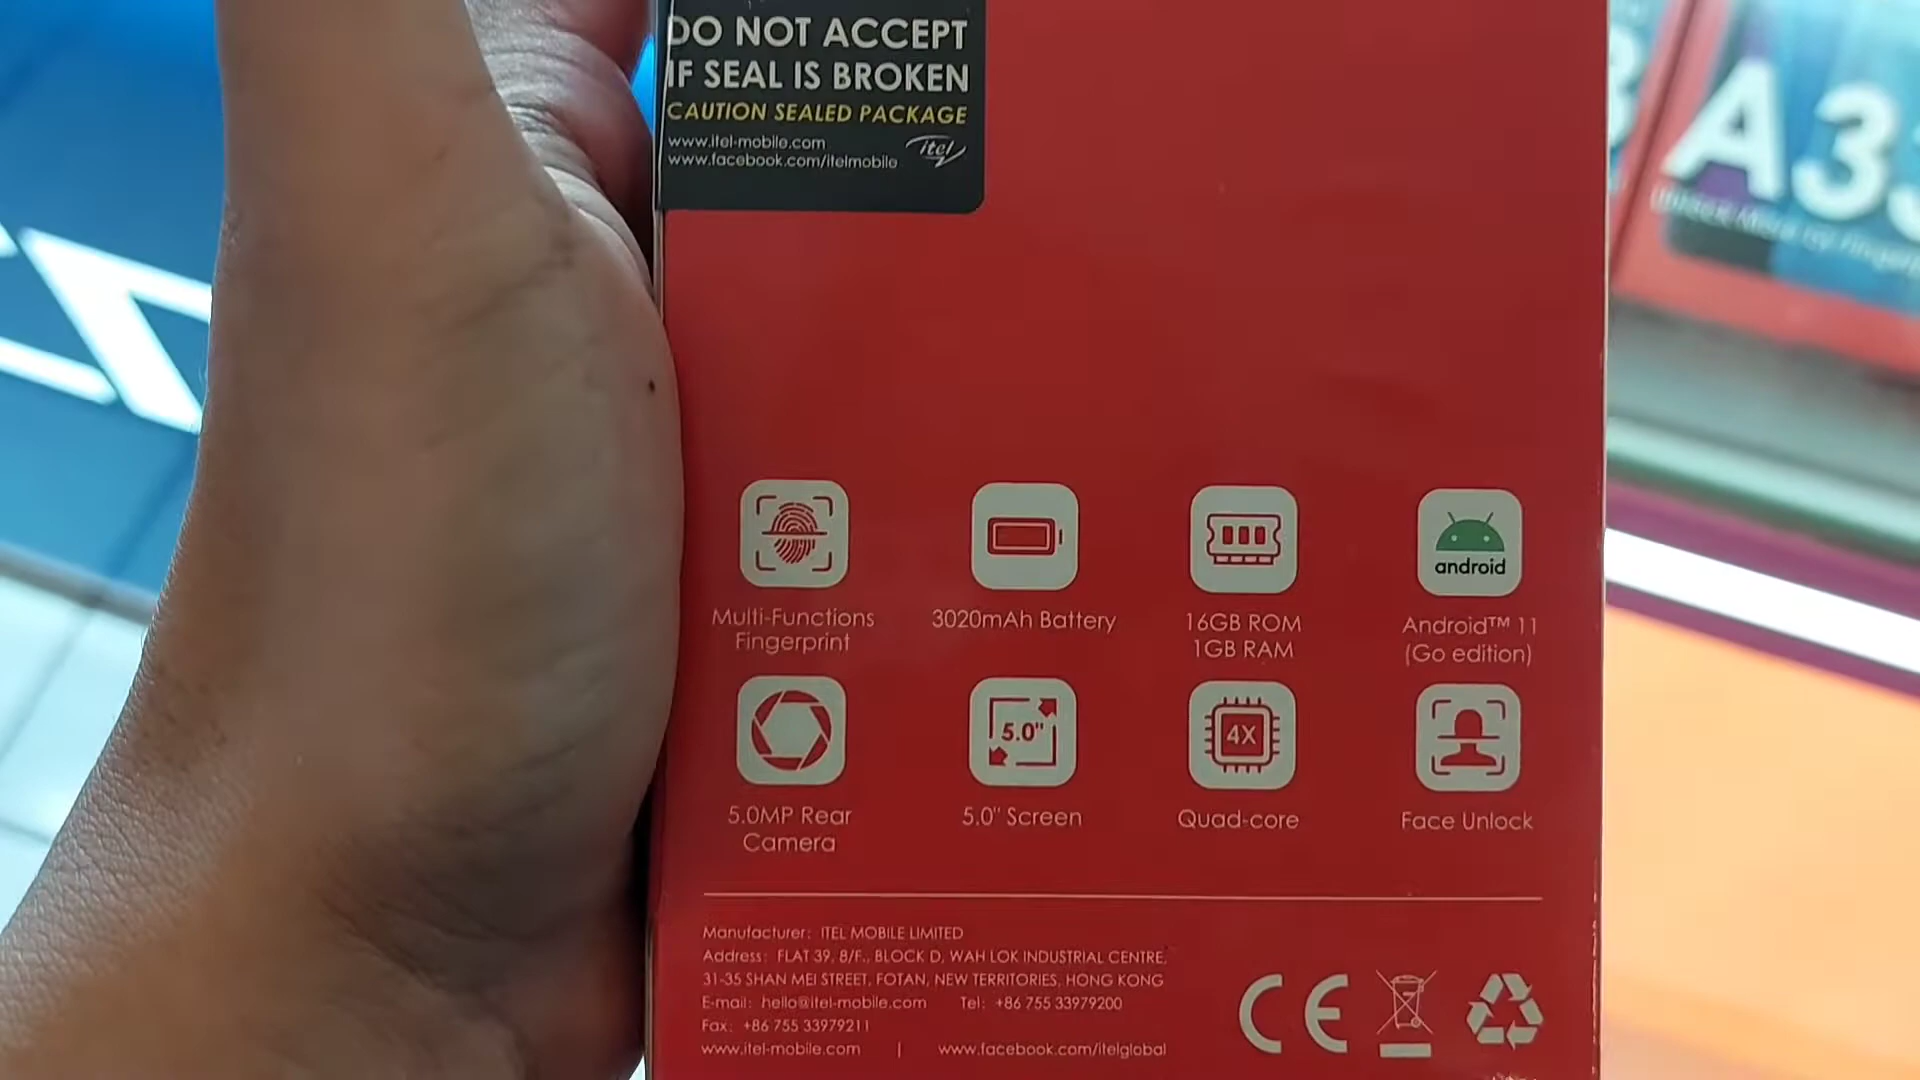 DO NOT ACCEPT
IF SEAL IS BROKEN
CAUTION SEALED PACKAGE
www.itel-mobile.com
www.facebook.com/itelmobile
itel
A33
android
Multi-Functions
Fingerprint
3020mAh Battery
16GB ROM
1GB RAM
Android™ 11
(Go edition)
5.0"
4X
5.0MP Rear
Camera
5.0" Screen
Quad-core
Face Unlock
Manufacturer: ITEL MOBILE LIMITED
Address: FLAT 39, 8/F., BLOCK D, WAH LOK INDUSTRIAL CENTRE,
31-35 SHAN MEI STREET, FOTAN, NEW TERRITORIES, HONG KONG
E-mail: hello@itel-mobile.com Tel: +86 755 33979200
Fax: +86 755 33979211
www.itel-mobile.com | www.facebook.com/itelglobal
CE